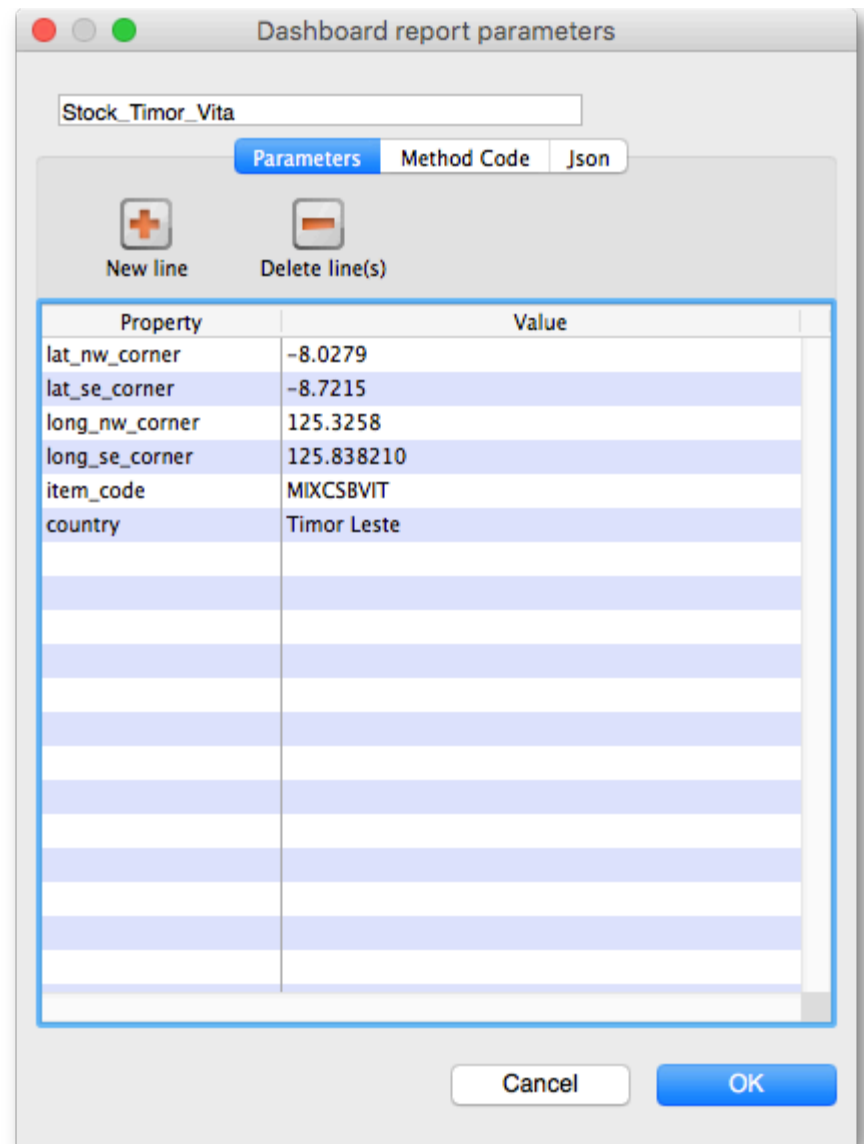 Dashboard report parameters
Stock_Timor_Vita
Parameters Method Code Json
New line Delete line(s)
Property Value
lat_nw_corner -8.0279
lat_se_corner -8.7215
long_nw_corner 125.3258
long_se_corner 125.838210
item_code MIXCSBVIT
country Timor Leste
Cancel OK